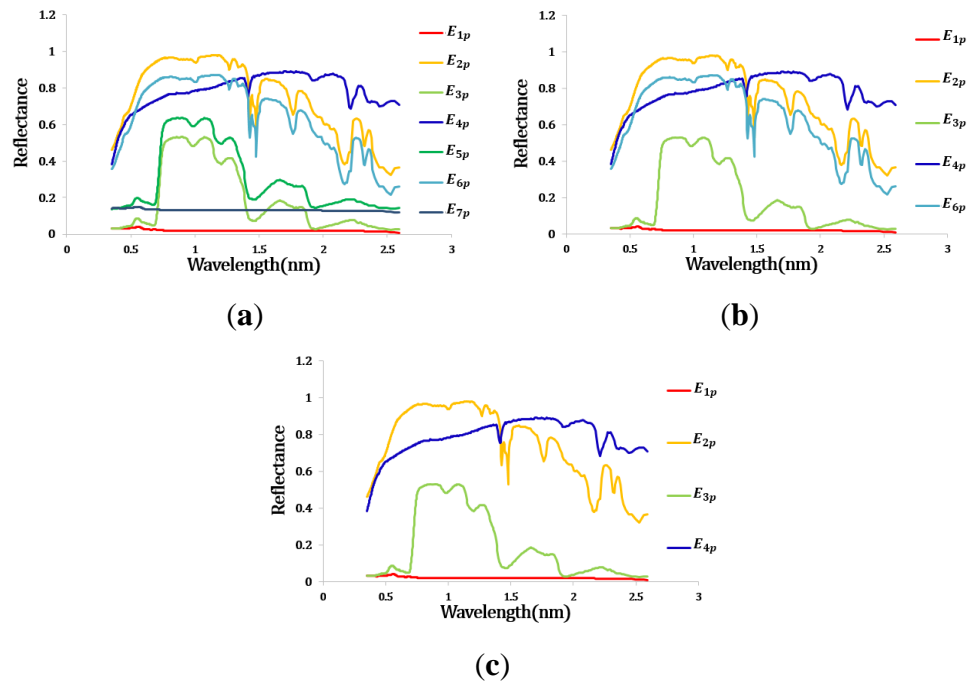 1.2
1
0.8
0.6
0.4
0.2
0
Reflectance
0 0.5 1 1.5 2 2.5 3
Wavelength(nm)
E1p
E2p
E3p
E4p
E5p
E6p
E7p
(a)
1.2
1
0.8
0.6
0.4
0.2
0
Reflectance
0 0.5 1 1.5 2 2.5 3
Wavelength(nm)
E1p
E2p
E3p
E4p
E6p
(b)
1.2
1
0.8
0.6
0.4
0.2
0
Reflectance
0 0.5 1 1.5 2 2.5 3
Wavelength(nm)
E1p
E2p
E3p
E4p
(c)